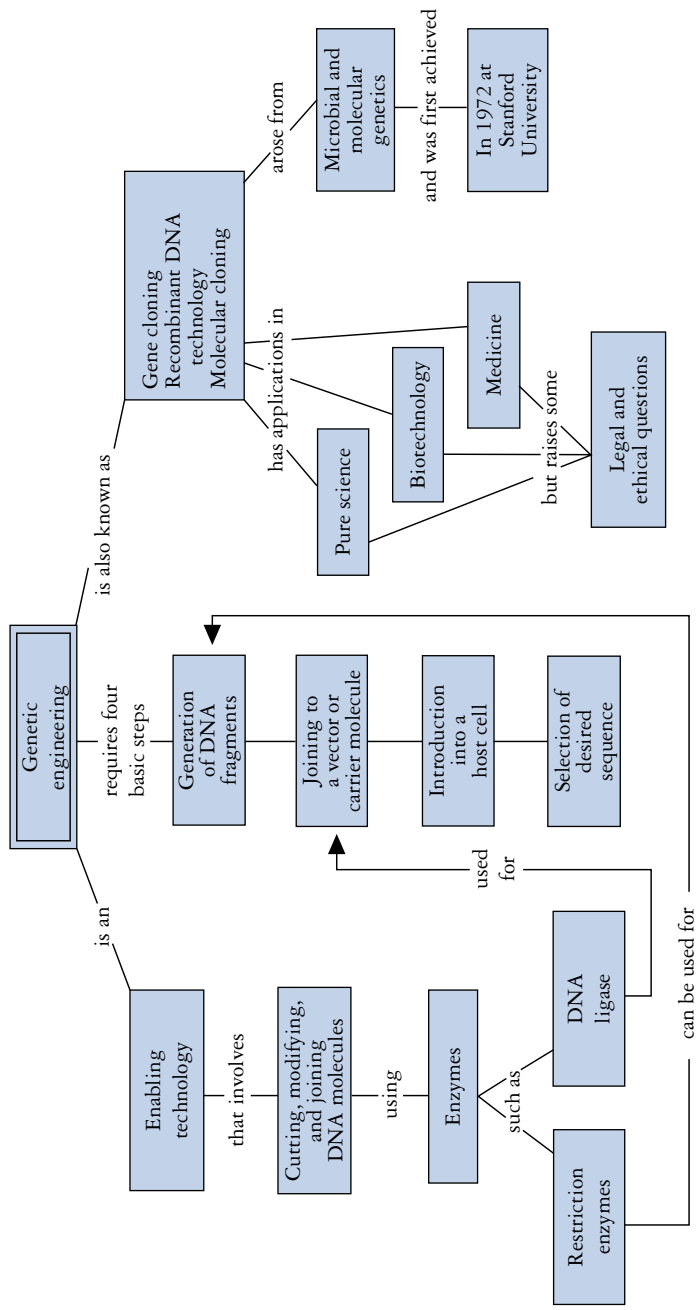 Genetic
engineering
is an
requires four
basic steps
is also known as
Enabling
technology
that involves
Cutting, modifying,
and joining
DNA molecules
using
Enzymes
such as
Restriction
enzymes
DNA
ligase
used
for
can be used for
Generation
of DNA
fragments
Joining to
a vector or
carrier molecule
Introduction
into a
host cell
Selection of
desired
sequence
Gene cloning
Recombinant DNA
technology
Molecular cloning
has applications in
Pure science
Biotechnology
Medicine
but raises some
Legal and
ethical questions
arose from
Microbial and
molecular
genetics
and was first achieved
In 1972 at
Stanford
University